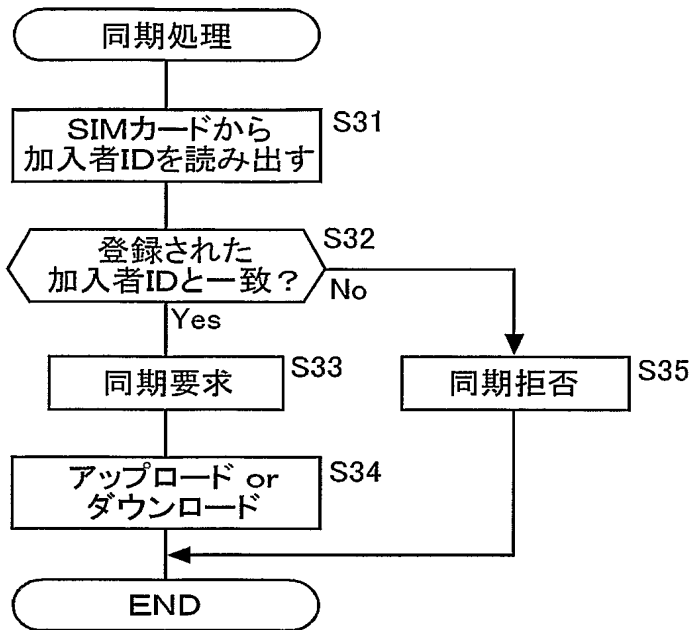 同期処理
SIMカードから
加入者IDを読み出す
S31
登録された
加入者IDと一致?
S32
No
Yes
同期要求
S33
同期拒否
S35
アップロード or
ダウンロード
S34
END